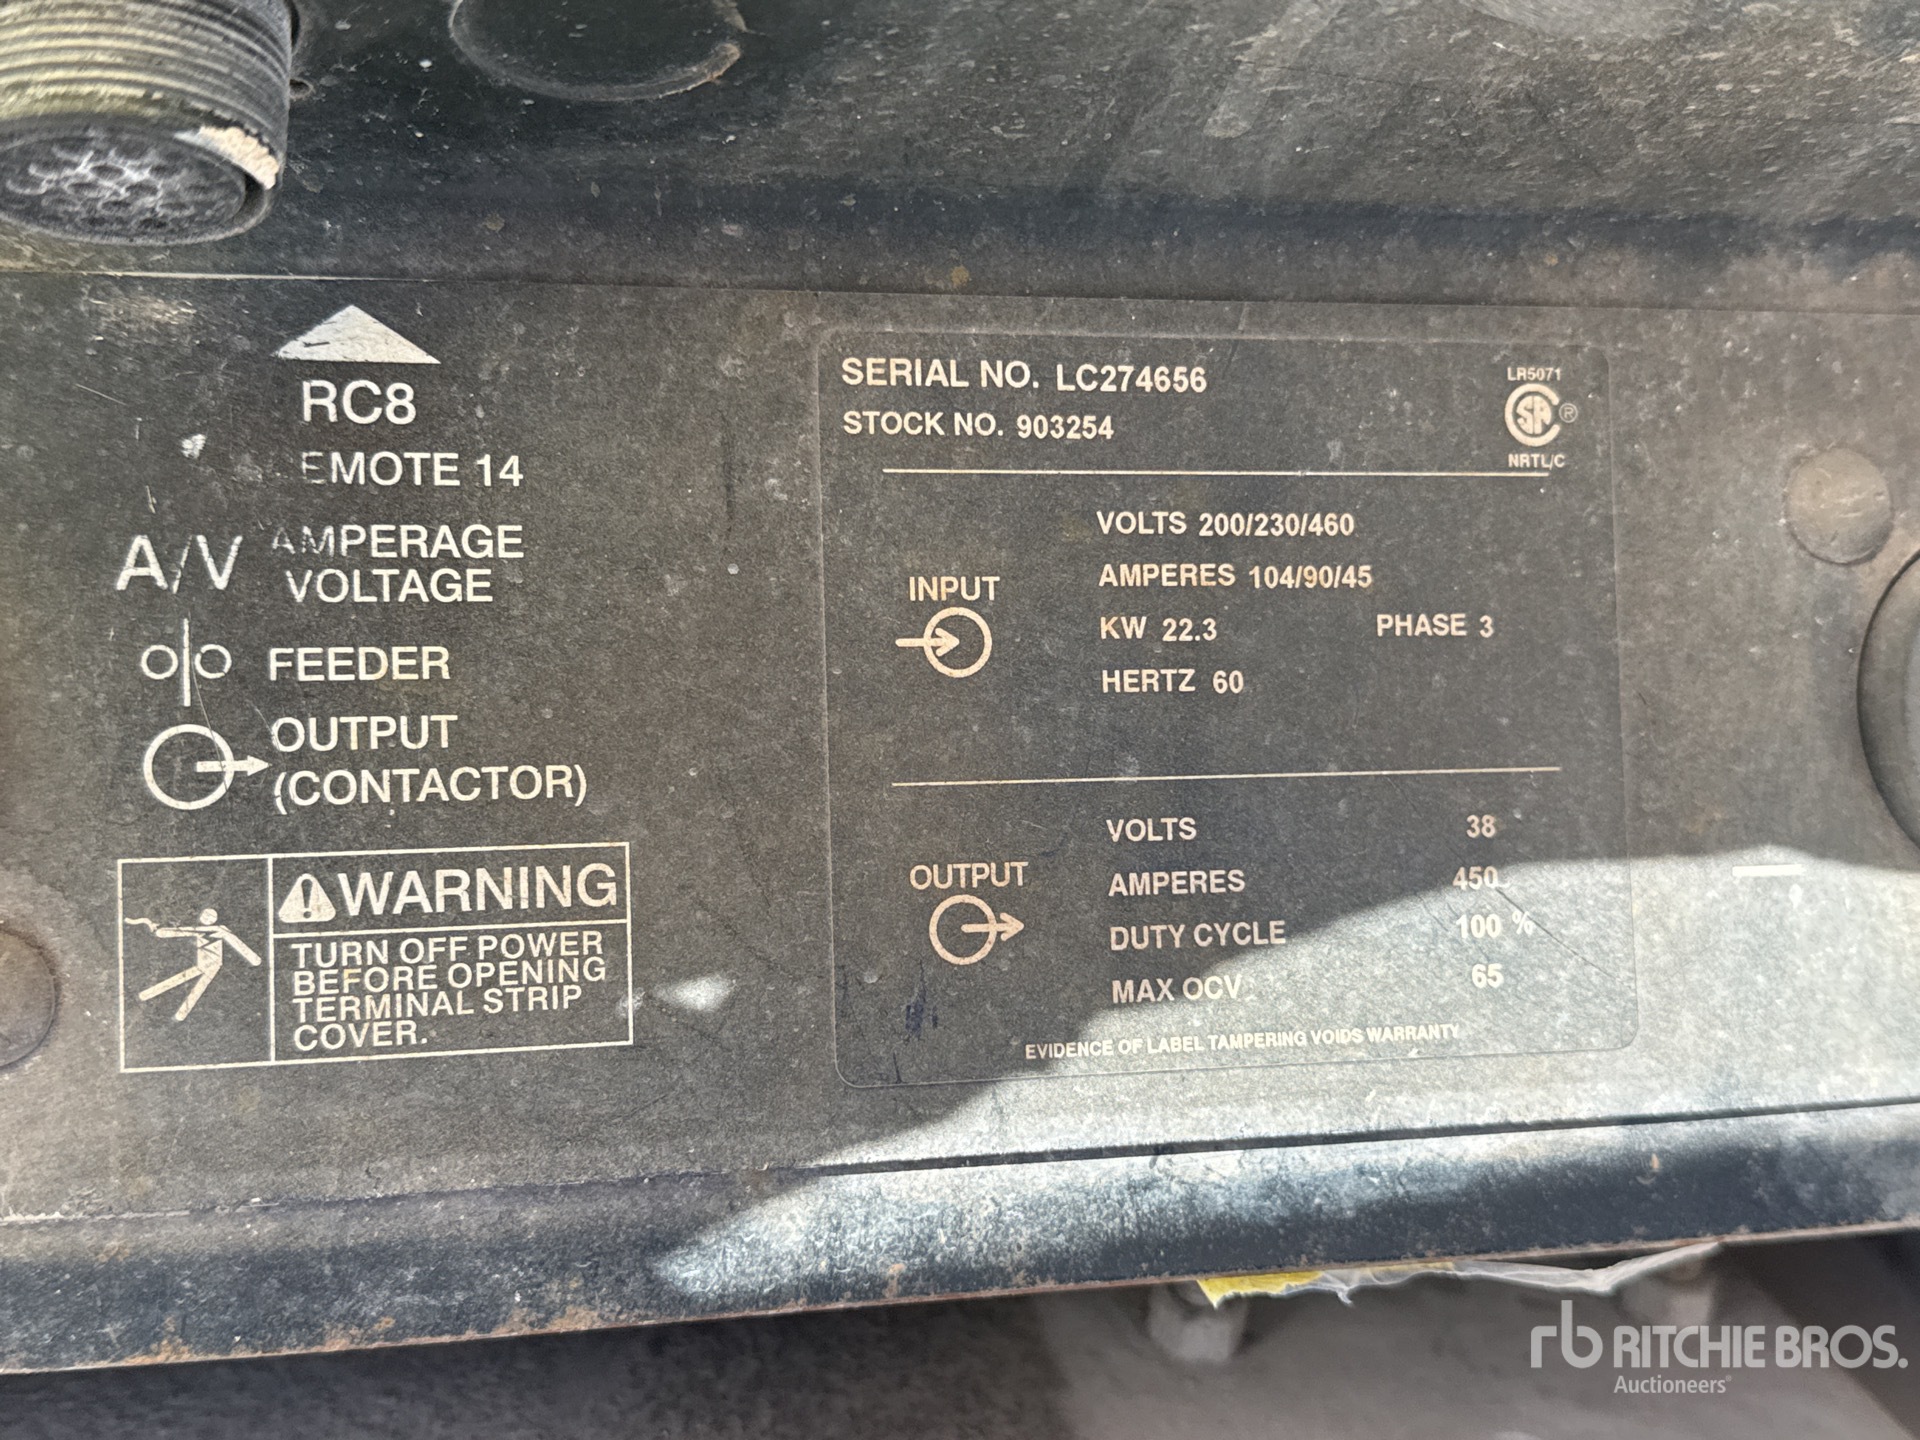 RC8
EMOTE 14
A/V AMPERAGE
VOLTAGE
FEEDER
OUTPUT
(CONTACTOR)
WARNING
TURN OFF POWER
BEFORE OPENING
TERMINAL STRIP
COVER.
SERIAL NO. LC274656
STOCK NO. 903254
LR5071
SA ®
NRTL/C
INPUT
VOLTS 200/230/460
AMPERES 104/90/45
KW 22.3 PHASE 3
HERTZ 60
OUTPUT
VOLTS 38
AMPERES 450
DUTY CYCLE 100 %
MAX OCV 65
EVIDENCE OF LABEL TAMPERING VOIDS WARRANTY
rb RITCHIE BROS.
Auctioneers